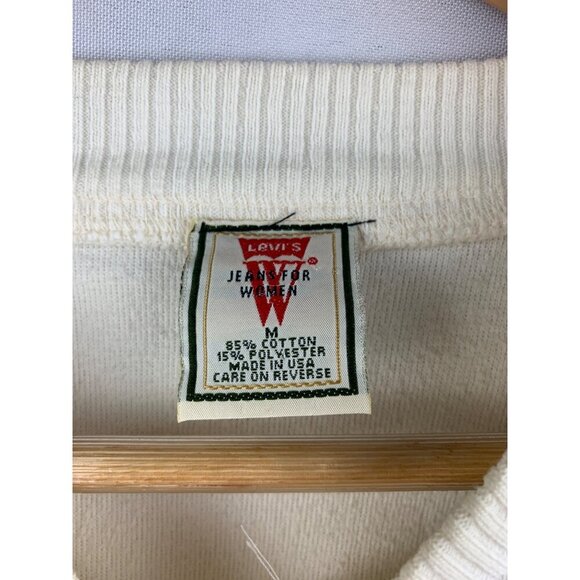 LEVI'S
W
JEANS FOR
WOMEN
M
85% COTTON
15% POLYESTER
MADE IN USA
CARE ON REVERSE